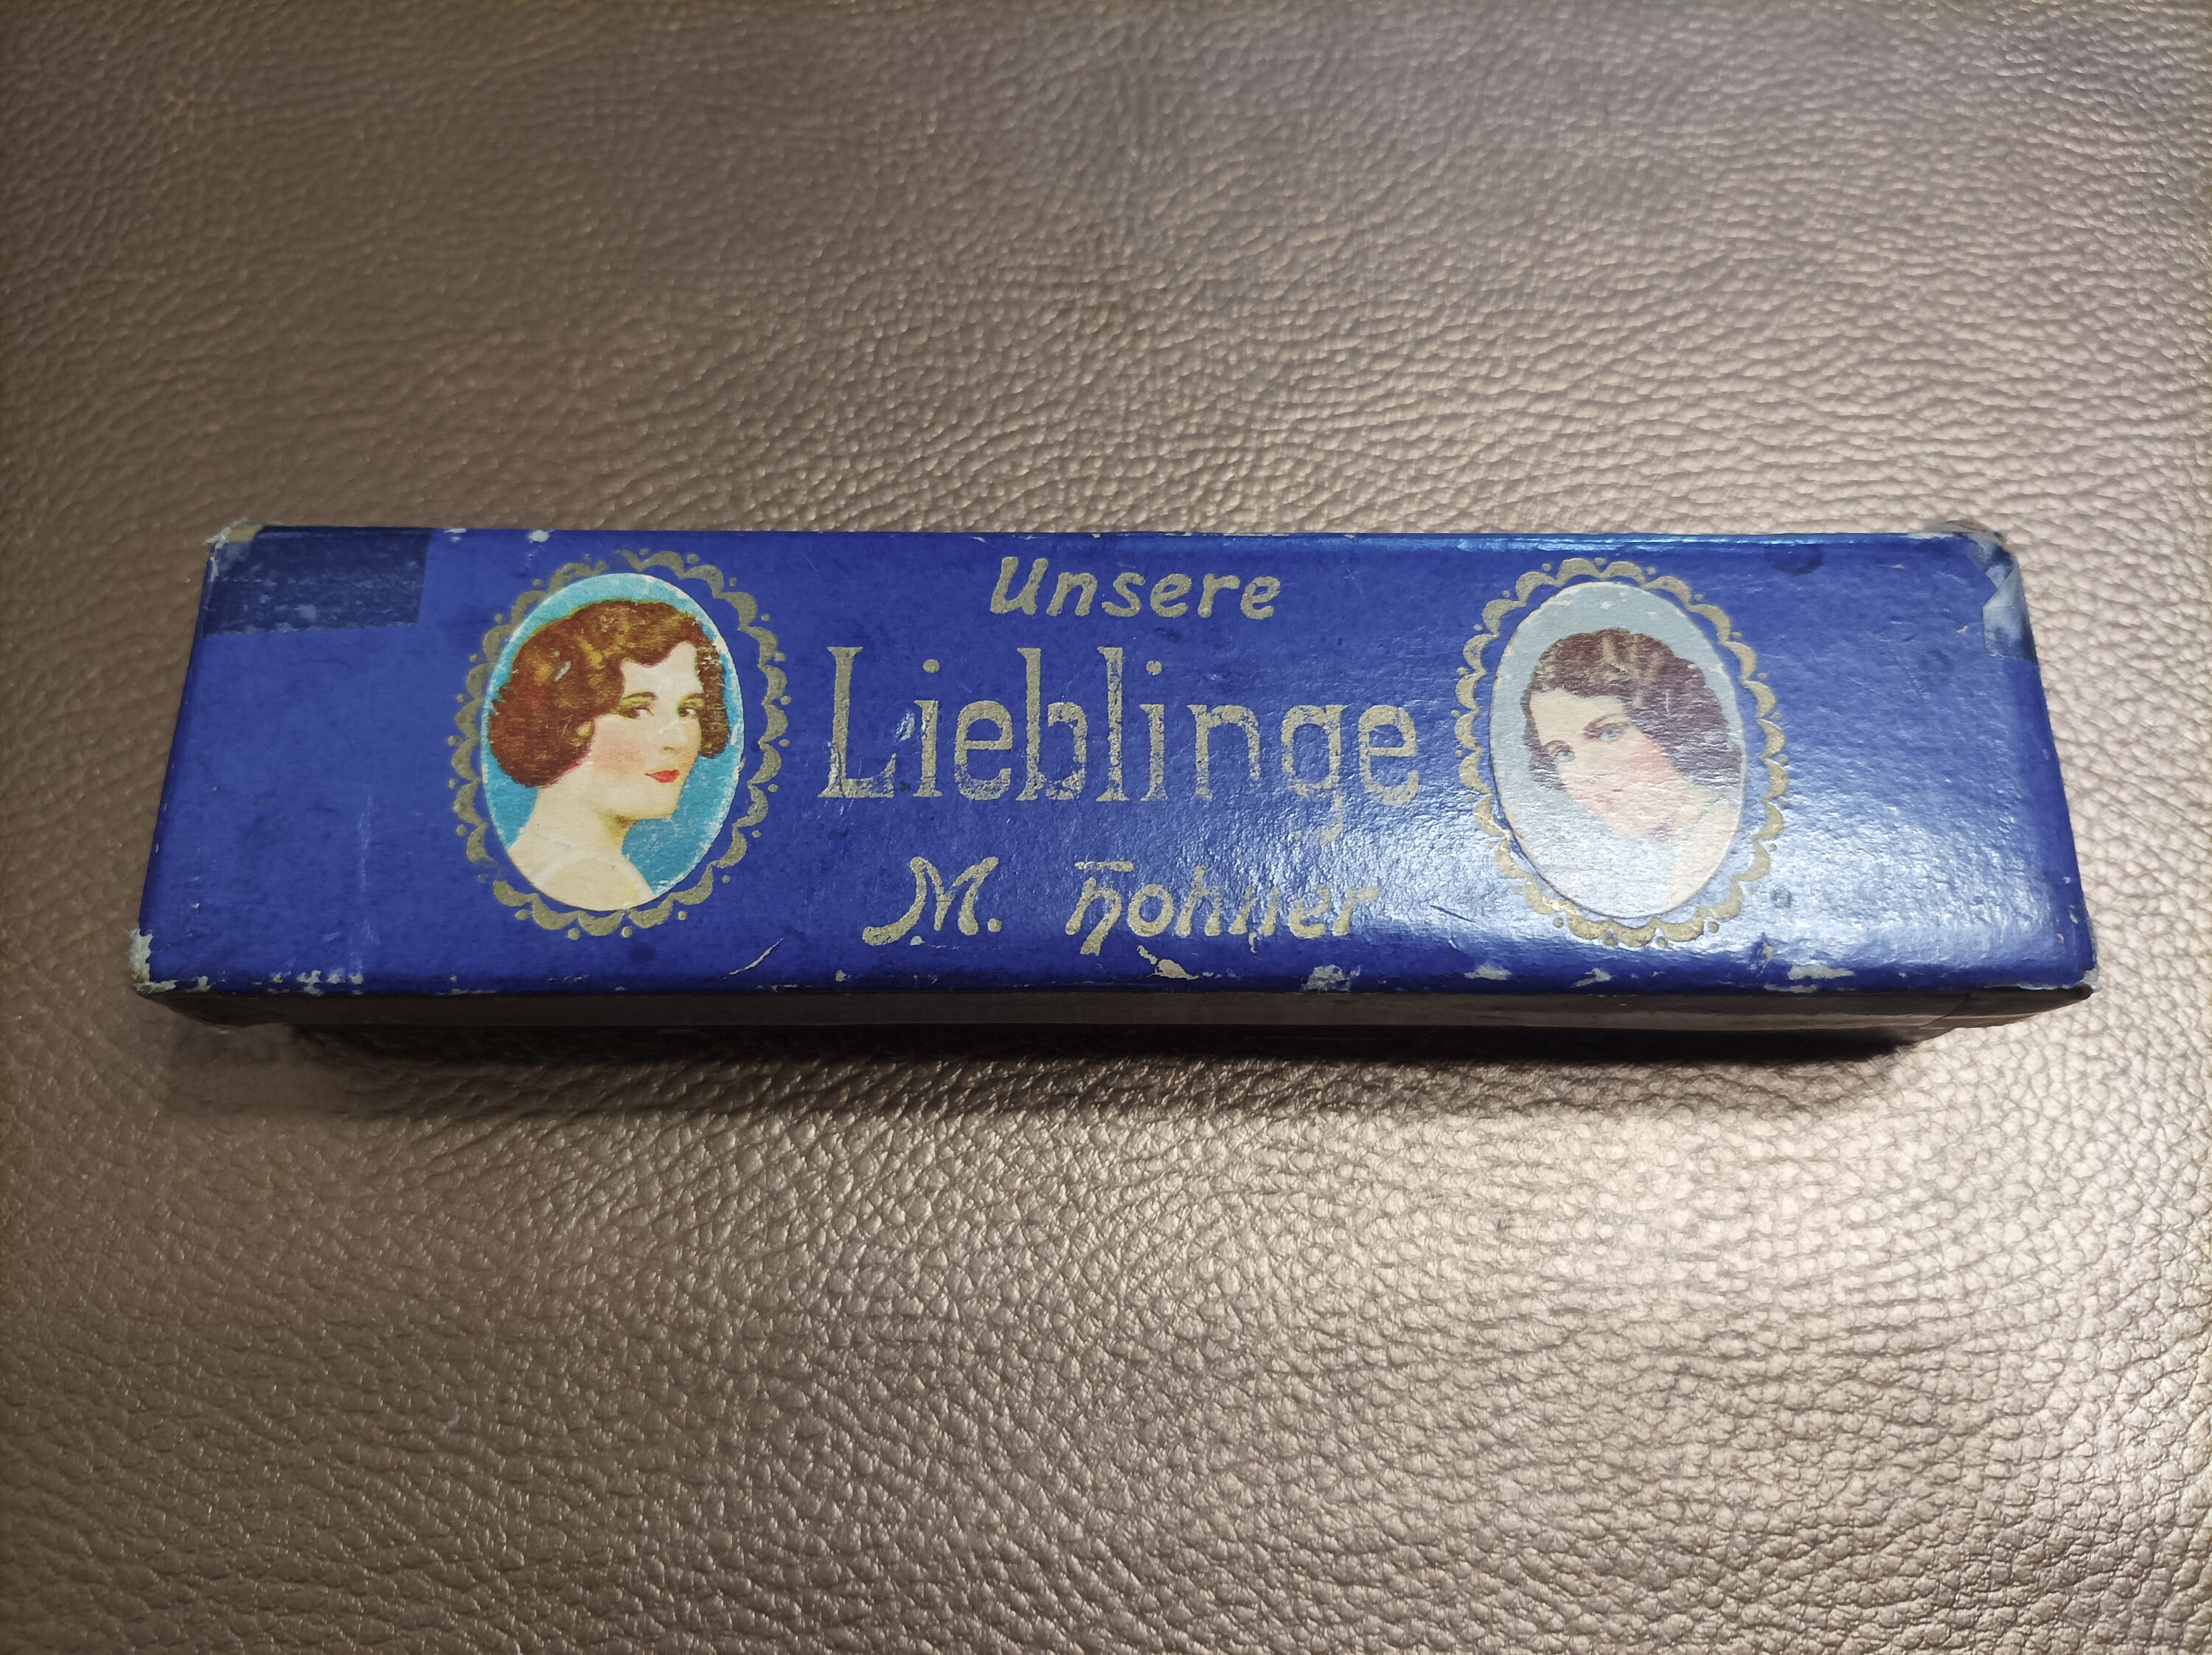 Unsere
Lieblinge
M. Hohner